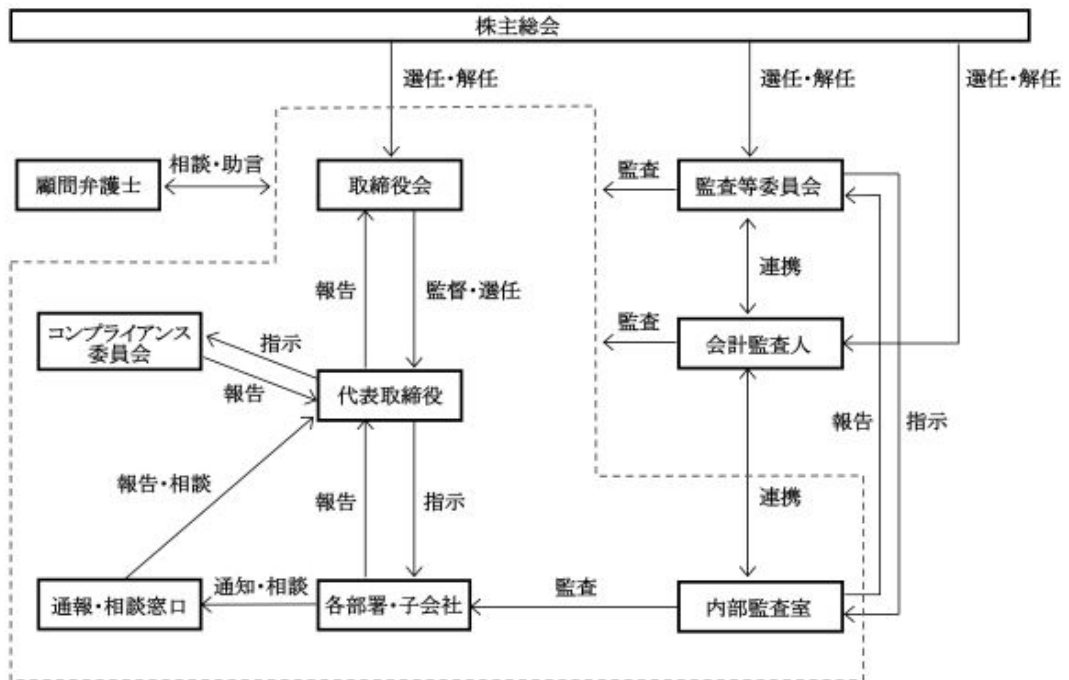 株主総会
選任・解任
選任・解任
選任・解任
顧問弁護士
相談・助言
取締役会
監査
監査等委員会
報告
監督・選任
連携
コンプライアンス
委員会
指示
報告
代表取締役
監査
会計監査人
報告
指示
報告・相談
報告
指示
連携
通報・相談窓口
通知・相談
各部署・子会社
監査
内部監査室